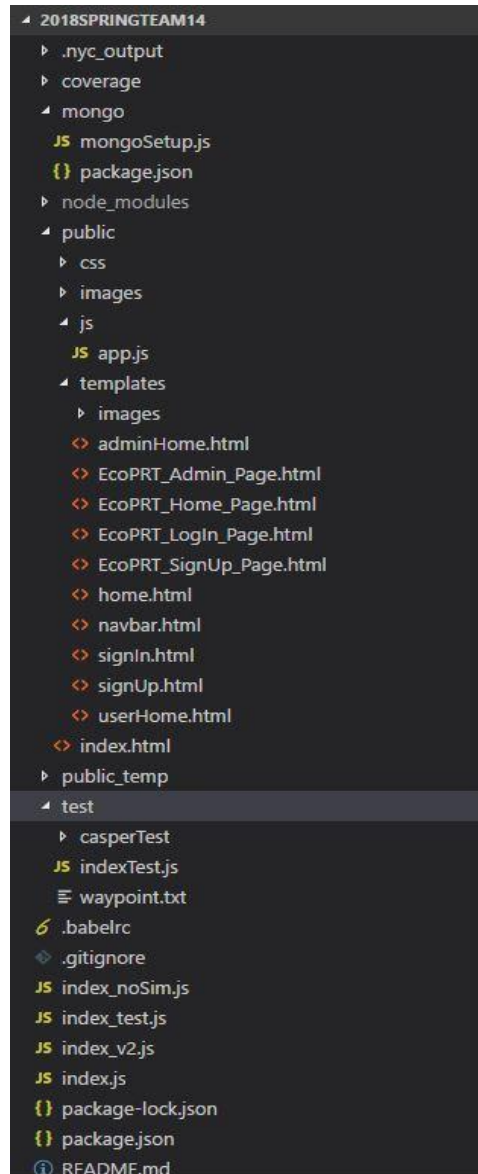 2018SPRINGTEAM14
.nyc_output
coverage
mongo
JS mongoSetup.js
{} package.json
node_modules
public
css
images
js
JS app.js
templates
images
<> adminHome.html
<> EcoPRT_Admin_Page.html
<> EcoPRT_Home_Page.html
<> EcoPRT_LogIn_Page.html
<> EcoPRT_SignUp_Page.html
<> home.html
<> navbar.html
<> signIn.html
<> signUp.html
<> userHome.html
<> index.html
public_temp
test
casperTest
JS indexTest.js
waypoint.txt
6 .babelrc
.gitignore
JS index_noSim.js
JS index_test.js
JS index_v2.js
JS index.js
{} package-lock.json
{} package.json
README.md